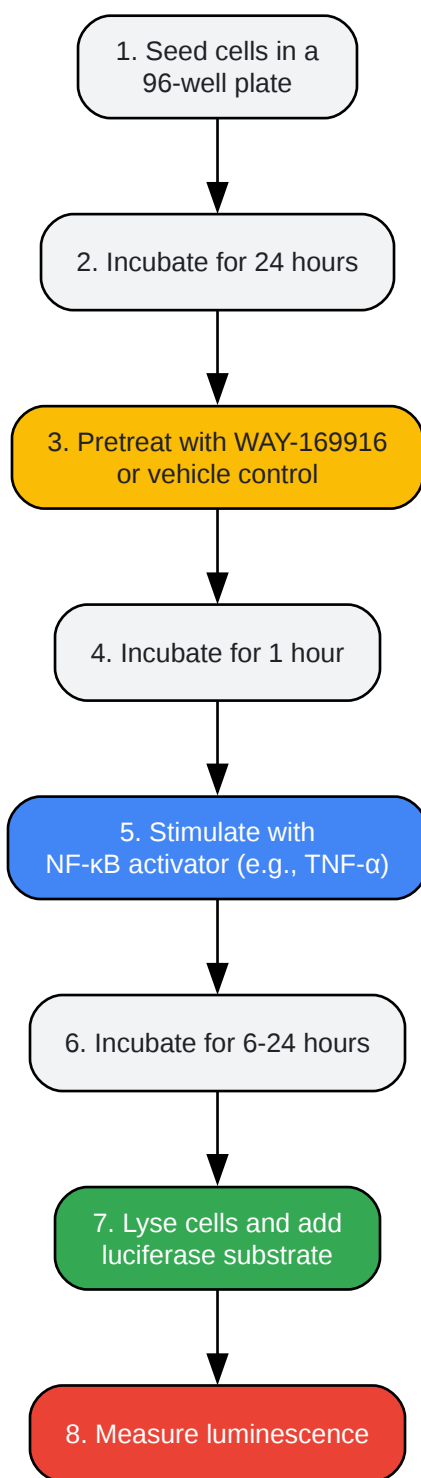 1. Seed cells in a
96-well plate
2. Incubate for 24 hours
3. Pretreat with WAY-169916
or vehicle control
4. Incubate for 1 hour
5. Stimulate with
NF-κB activator (e.g., TNF-α)
6. Incubate for 6-24 hours
7. Lyse cells and add
luciferase substrate
8. Measure luminescence